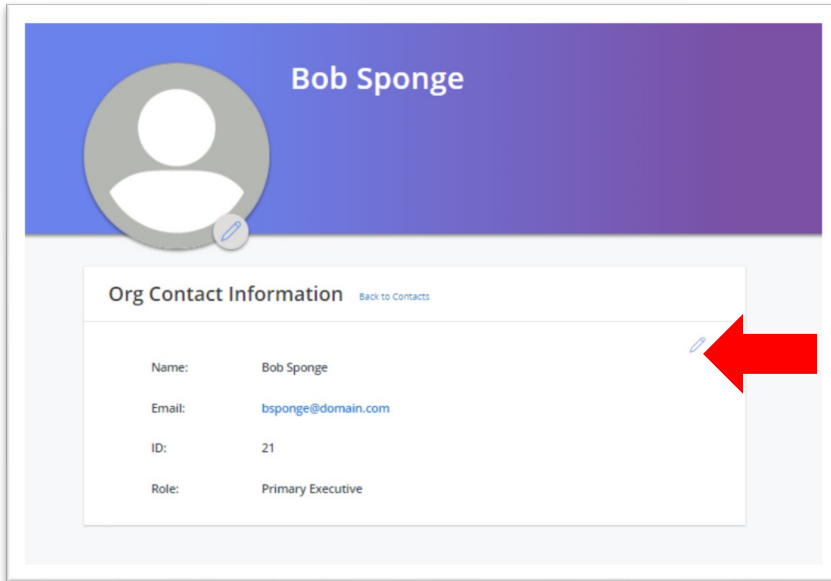 Bob Sponge
Org Contact Information Back to Contacts
Name: Bob Sponge
Email: bsponge@domain.com
ID: 21
Role: Primary Executive